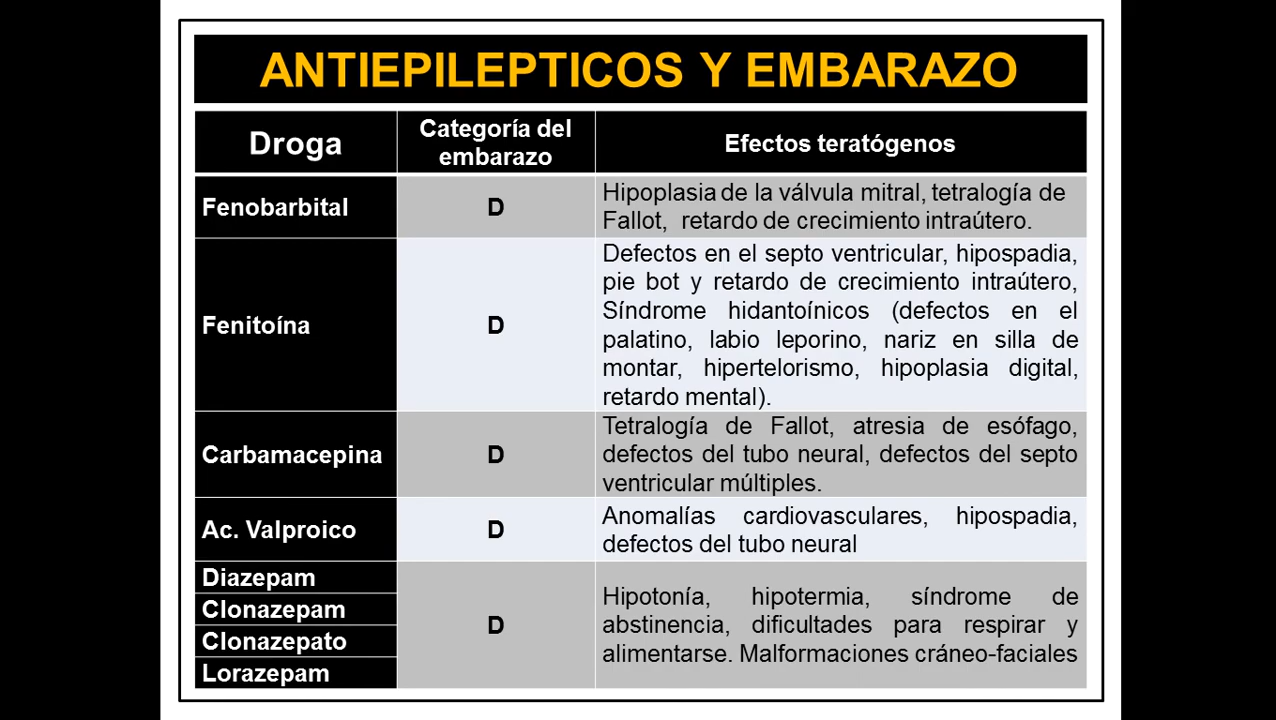 ANTIEPILEPTICOS Y EMBARAZO
Droga
Categoría del
embarazo
Efectos teratógenos
Fenobarbital
D
Hipoplasia de la válvula mitral, tetralogía de
Fallot, retardo de crecimiento intraútero.
Fenitoína
D
Defectos en el septo ventricular, hipospadia,
pie bot y retardo de crecimiento intraútero,
Síndrome hidantoínicos (defectos en el
palatino, labio leporino, nariz en silla de
montar, hipertelorismo, hipoplasia digital,
retardo mental).
Carbamacepina
D
Tetralogía de Fallot, atresia de esófago,
defectos del tubo neural, defectos del septo
ventricular múltiples.
Ac. Valproico
D
Anomalías cardiovasculares, hipospadia,
defectos del tubo neural
Diazepam
Clonazepam
Clonazepato
Lorazepam
D
Hipotonía, hipotermia, síndrome de
abstinencia, dificultades para respirar y
alimentarse. Malformaciones cráneo-faciales